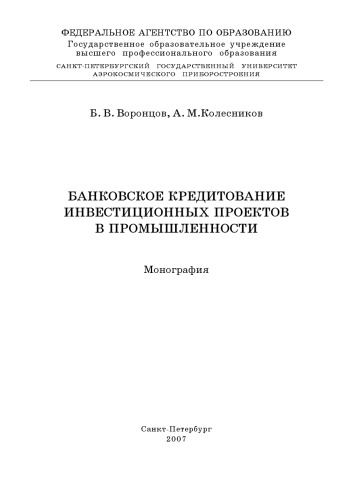 ФЕДЕРАЛЬНОЕ АГЕНТСТВО ПО ОБРАЗОВАНИЮ
Государственное образовательное учреждение
высшего профессионального образования
САНКТ-ПЕТЕРБУРГСКИЙ ГОСУДАРСТВЕННЫЙ УНИВЕРСИТЕТ
АЭРОКОСМИЧЕСКОГО ПРИБОРОСТРОЕНИЯ
Б. В. Воронцов, А. М.Колесников
БАНКОВСКОЕ КРЕДИТОВАНИЕ
ИНВЕСТИЦИОННЫХ ПРОЕКТОВ
В ПРОМЫШЛЕННОСТИ
Монография
Санкт-Петербург
2007